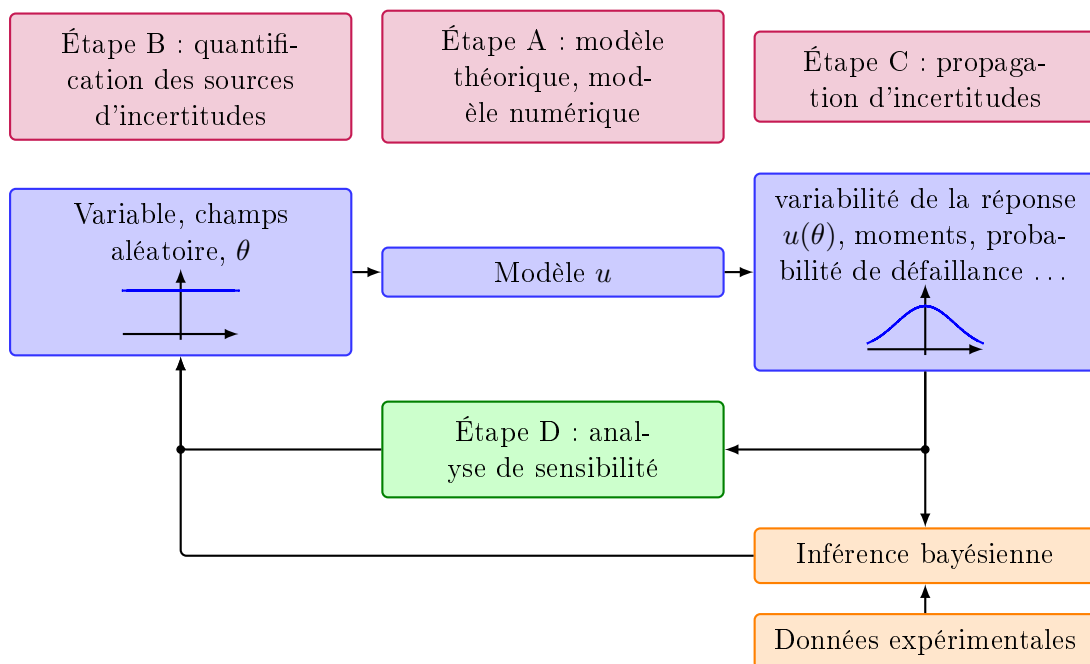 Étape B : quantifi-
cation des sources
d'incertitudes
Étape A : modèle
théorique, mod-
èle numérique
Étape C : propaga-
tion d'incertitudes
Variable, champs
aléatoire, θ
Modèle u
variabilité de la réponse
u(θ), moments, proba-
bilité de défaillance ...
Étape D : anal-
yse de sensibilité
Inférence bayésienne
Données expérimentales